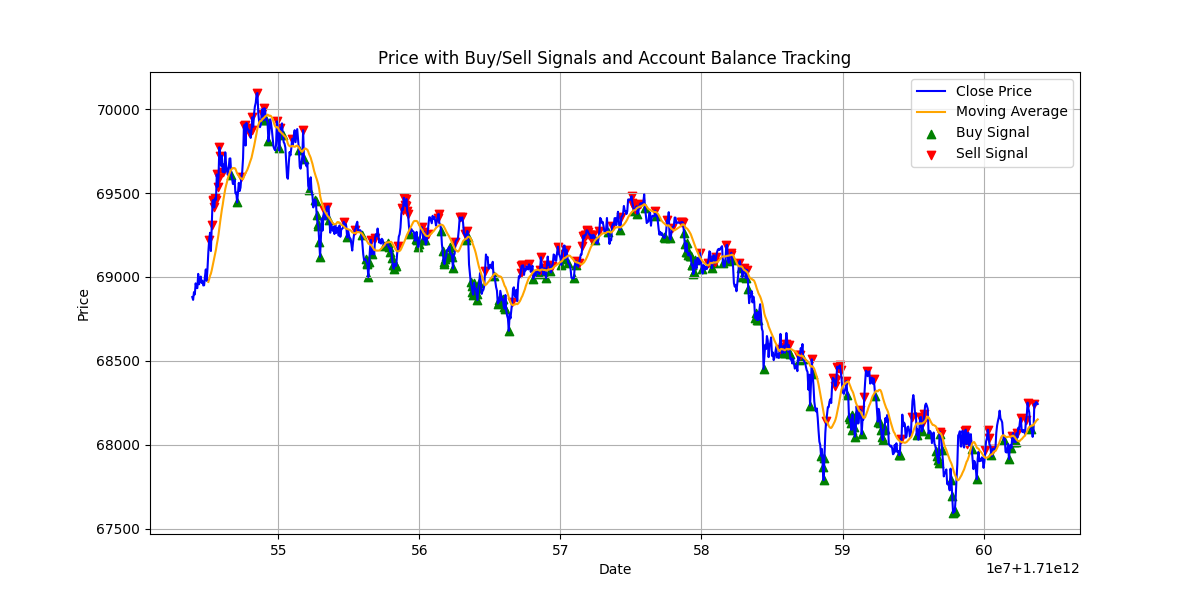 Price with Buy/Sell Signals and Account Balance Tracking
Close Price
Moving Average
Buy Signal
Sell Signal
70000
69500
69000
68500
68000
67500
Price
55 56 57 58 59 60
Date
1e7+1.71e12